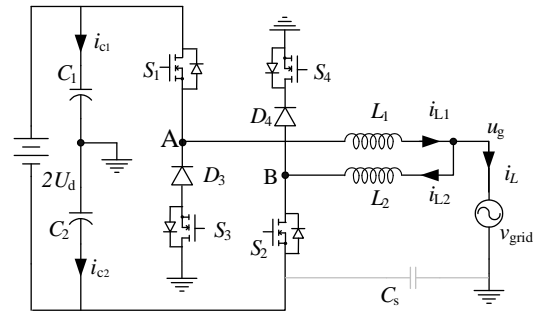 i_c1
S_1
S_4
C_1
D_4
L_1
i_L1
A
u_g
D_3
i_L
2U_d
B
i_L2
L_2
C_2
S_3
S_2
v_grid
i_c2
C_s